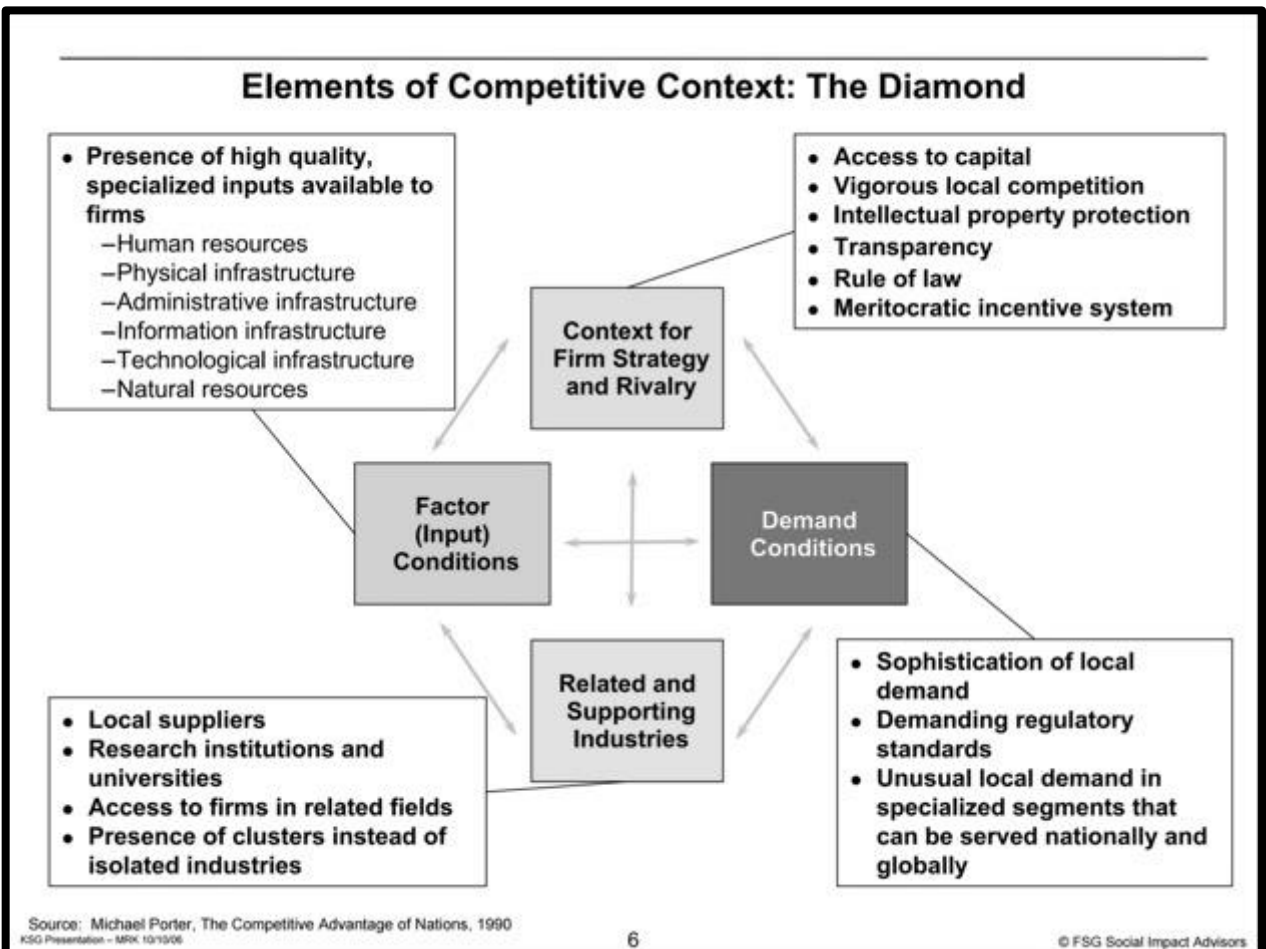 Elements of Competitive Context: The Diamond
• Presence of high quality,
specialized inputs available to
firms
–Human resources
–Physical infrastructure
–Administrative infrastructure
–Information infrastructure
–Technological infrastructure
–Natural resources
• Access to capital
• Vigorous local competition
• Intellectual property protection
• Transparency
• Rule of law
• Meritocratic incentive system
Context for
Firm Strategy
and Rivalry
Factor
(Input)
Conditions
Demand
Conditions
Related and
Supporting
Industries
• Local suppliers
• Research institutions and
universities
• Access to firms in related fields
• Presence of clusters instead of
isolated industries
• Sophistication of local
demand
• Demanding regulatory
standards
• Unusual local demand in
specialized segments that
can be served nationally and
globally
Source: Michael Porter, The Competitive Advantage of Nations, 1990
KSG Presentation – MRK 10/10/06
6
© FSG Social Impact Advisors